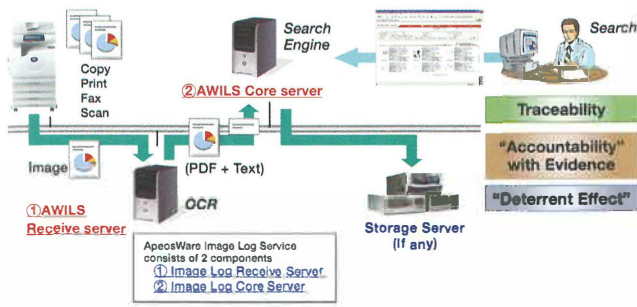 Copy
Print
Fax
Scan
Search
Engine
②AWILS Core server
Search
Traceability
"Accountability"
with Evidence
"Deterrent Effect"
Image
(PDF + Text)
OCR
①AWILS
Receive server
Storage Server
(If any)
ApeosWare Image Log Service
consists of 2 components
① Image Log Receive Server
② Image Log Core Server